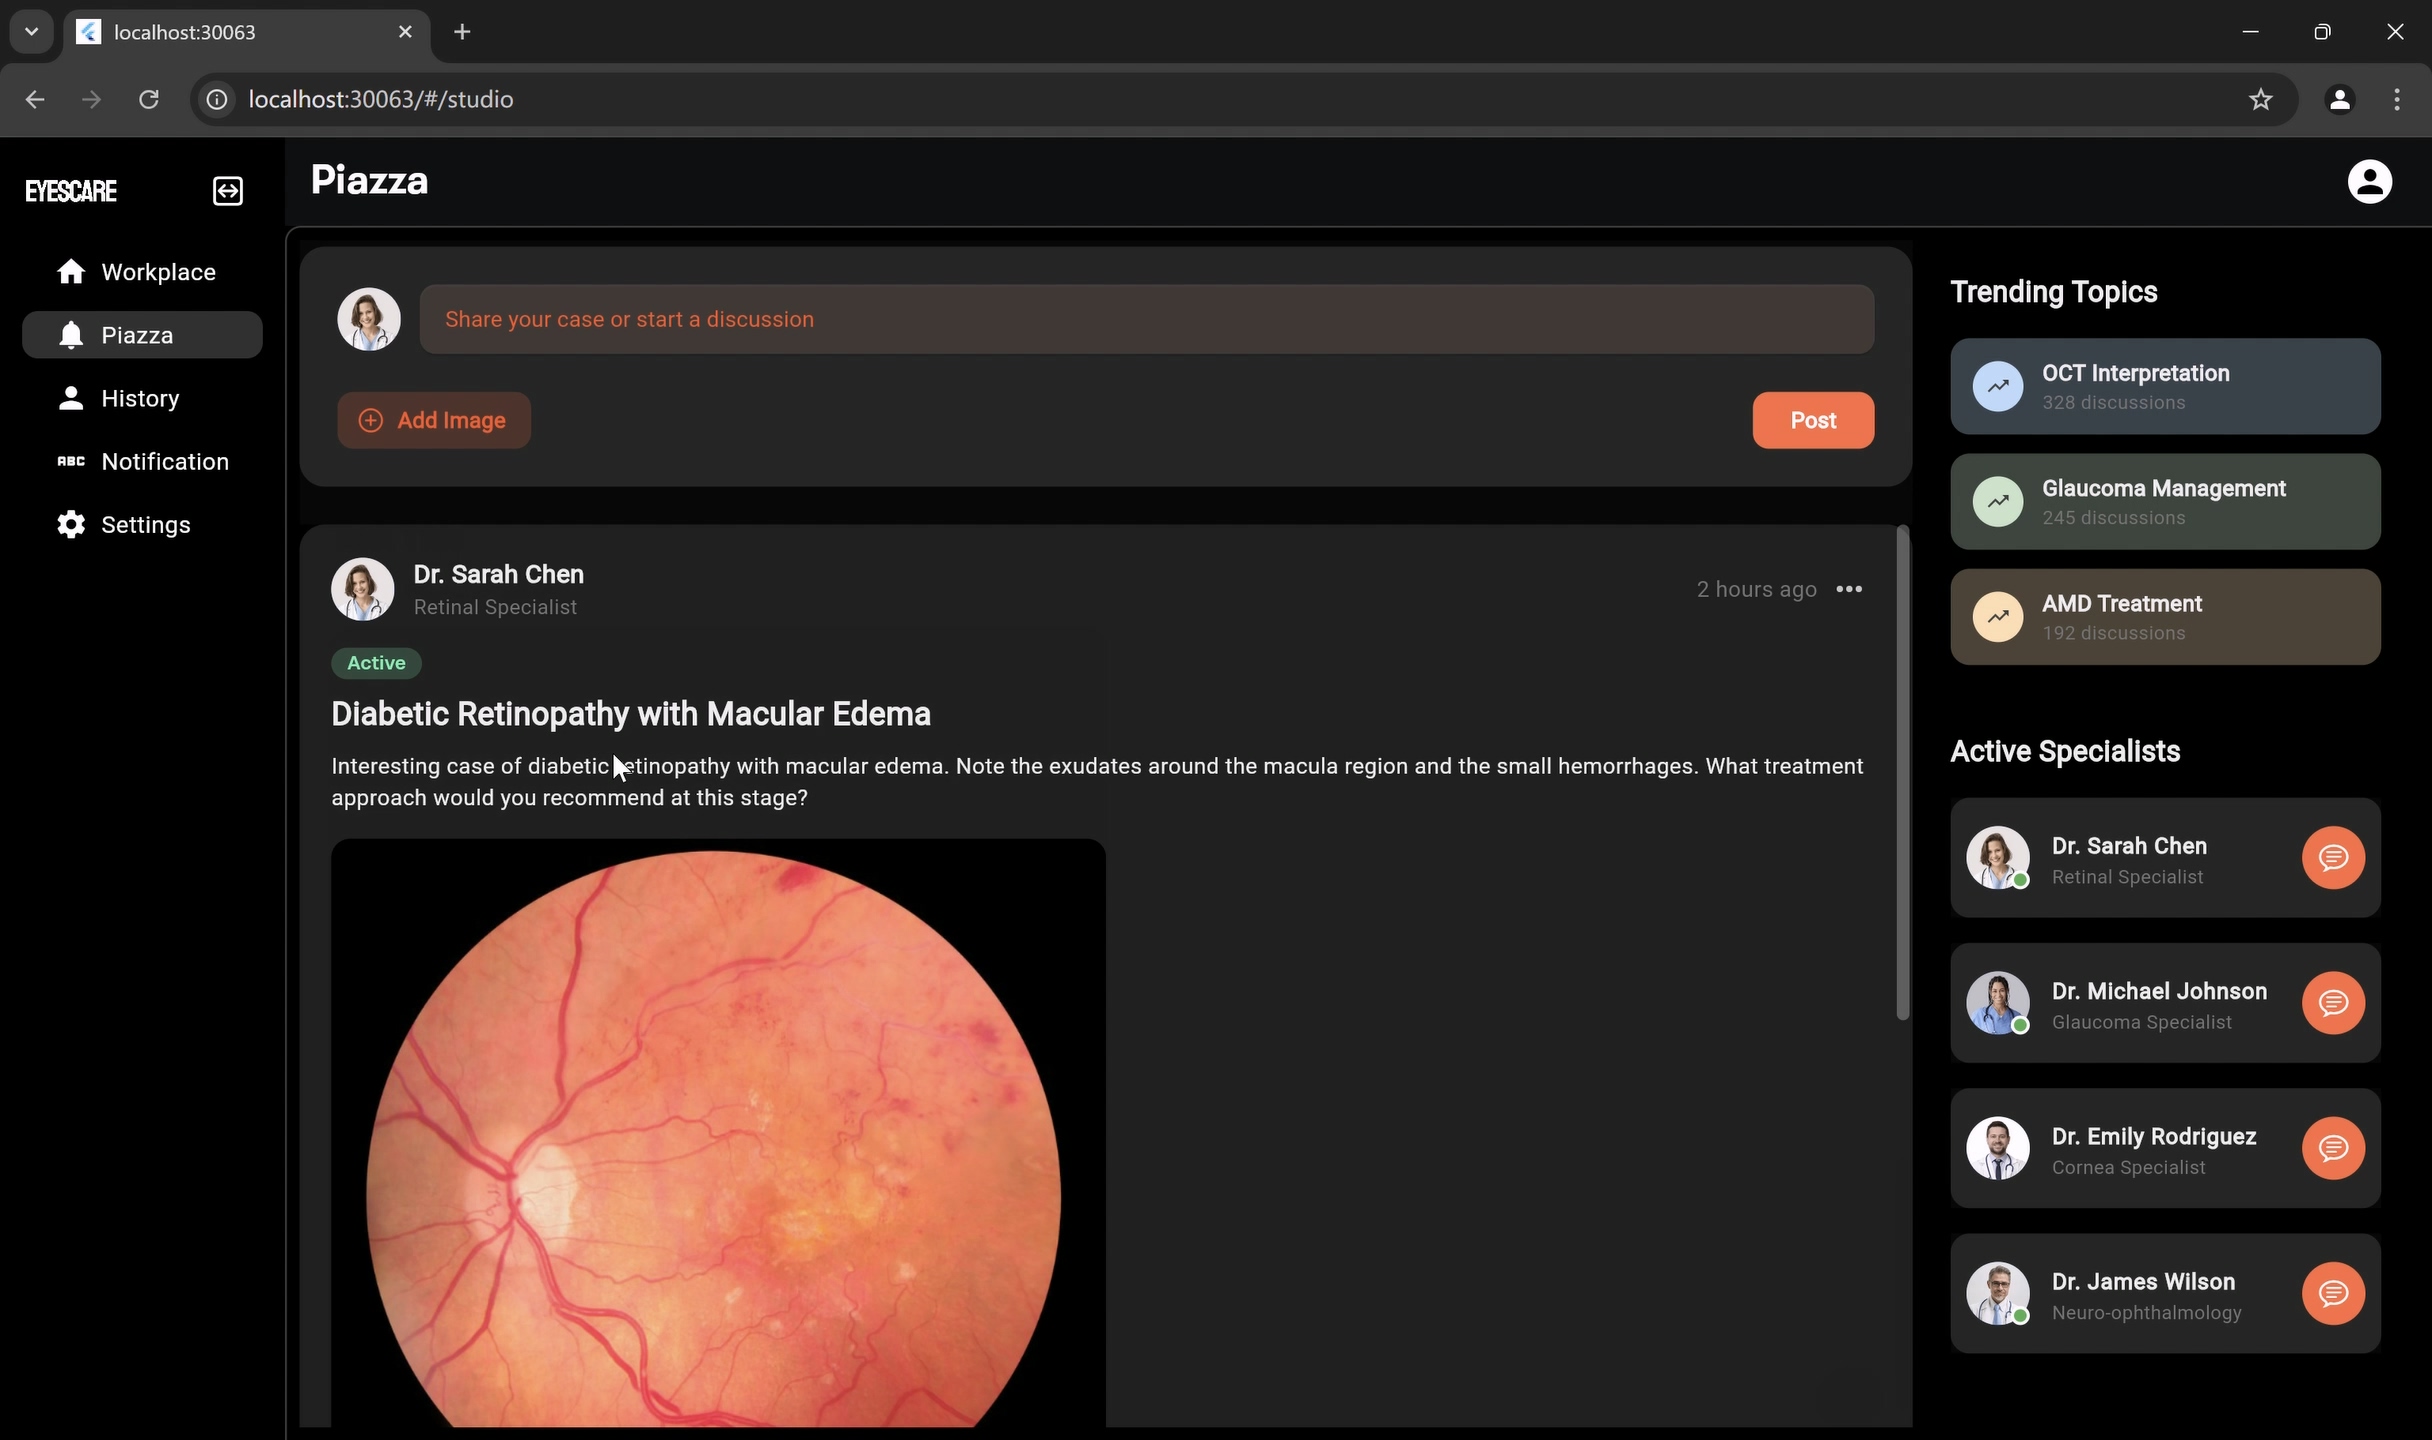 localhost:30063
localhost:30063/#/studio
EYESCARE
Piazza
Workplace
Piazza
History
ABC Notification
Settings
Share your case or start a discussion
Add Image
Post
Dr. Sarah Chen
Retinal Specialist
2 hours ago
Active
Diabetic Retinopathy with Macular Edema
Interesting case of diabetic retinopathy with macular edema. Note the exudates around the macula region and the small hemorrhages. What treatment
approach would you recommend at this stage?
Trending Topics
OCT Interpretation
328 discussions
Glaucoma Management
245 discussions
AMD Treatment
192 discussions
Active Specialists
Dr. Sarah Chen
Retinal Specialist
Dr. Michael Johnson
Glaucoma Specialist
Dr. Emily Rodriguez
Cornea Specialist
Dr. James Wilson
Neuro-ophthalmology